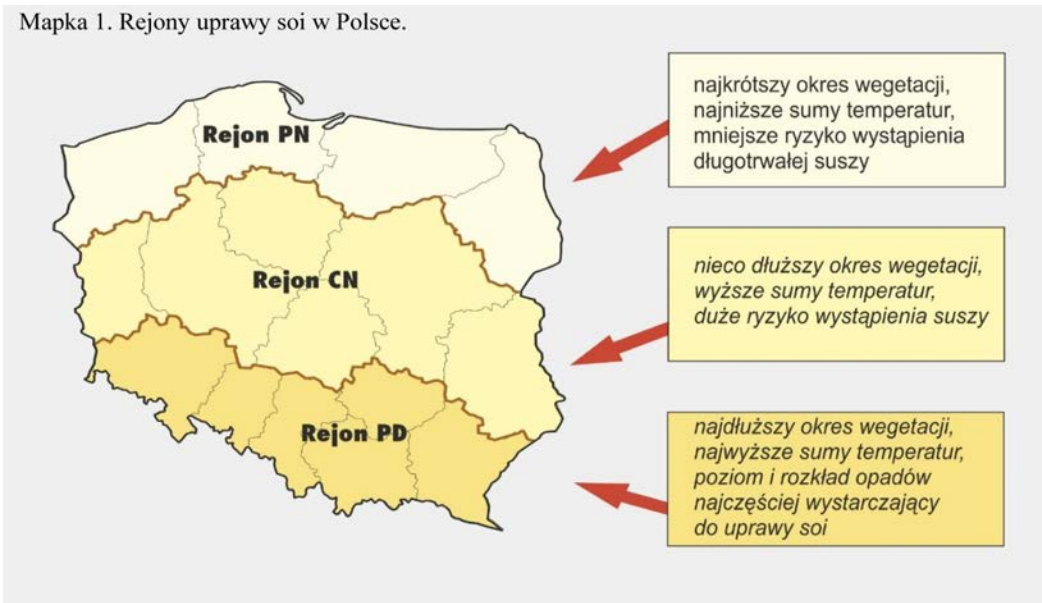 Mapka 1. Rejony uprawy soi w Polsce.
Rejon PN
najkrótszy okres wegetacji,
najniższe sumy temperatur,
mniejsze ryzyko wystąpienia
długotrwałej suszy
Rejon CN
nieco dłuższy okres wegetacji,
wyższe sumy temperatur,
duże ryzyko wystąpienia suszy
Rejon PD
najdłuższy okres wegetacji,
najwyższe sumy temperatur,
poziom i rozkład opadów
najczęściej wystarczający
do uprawy soi